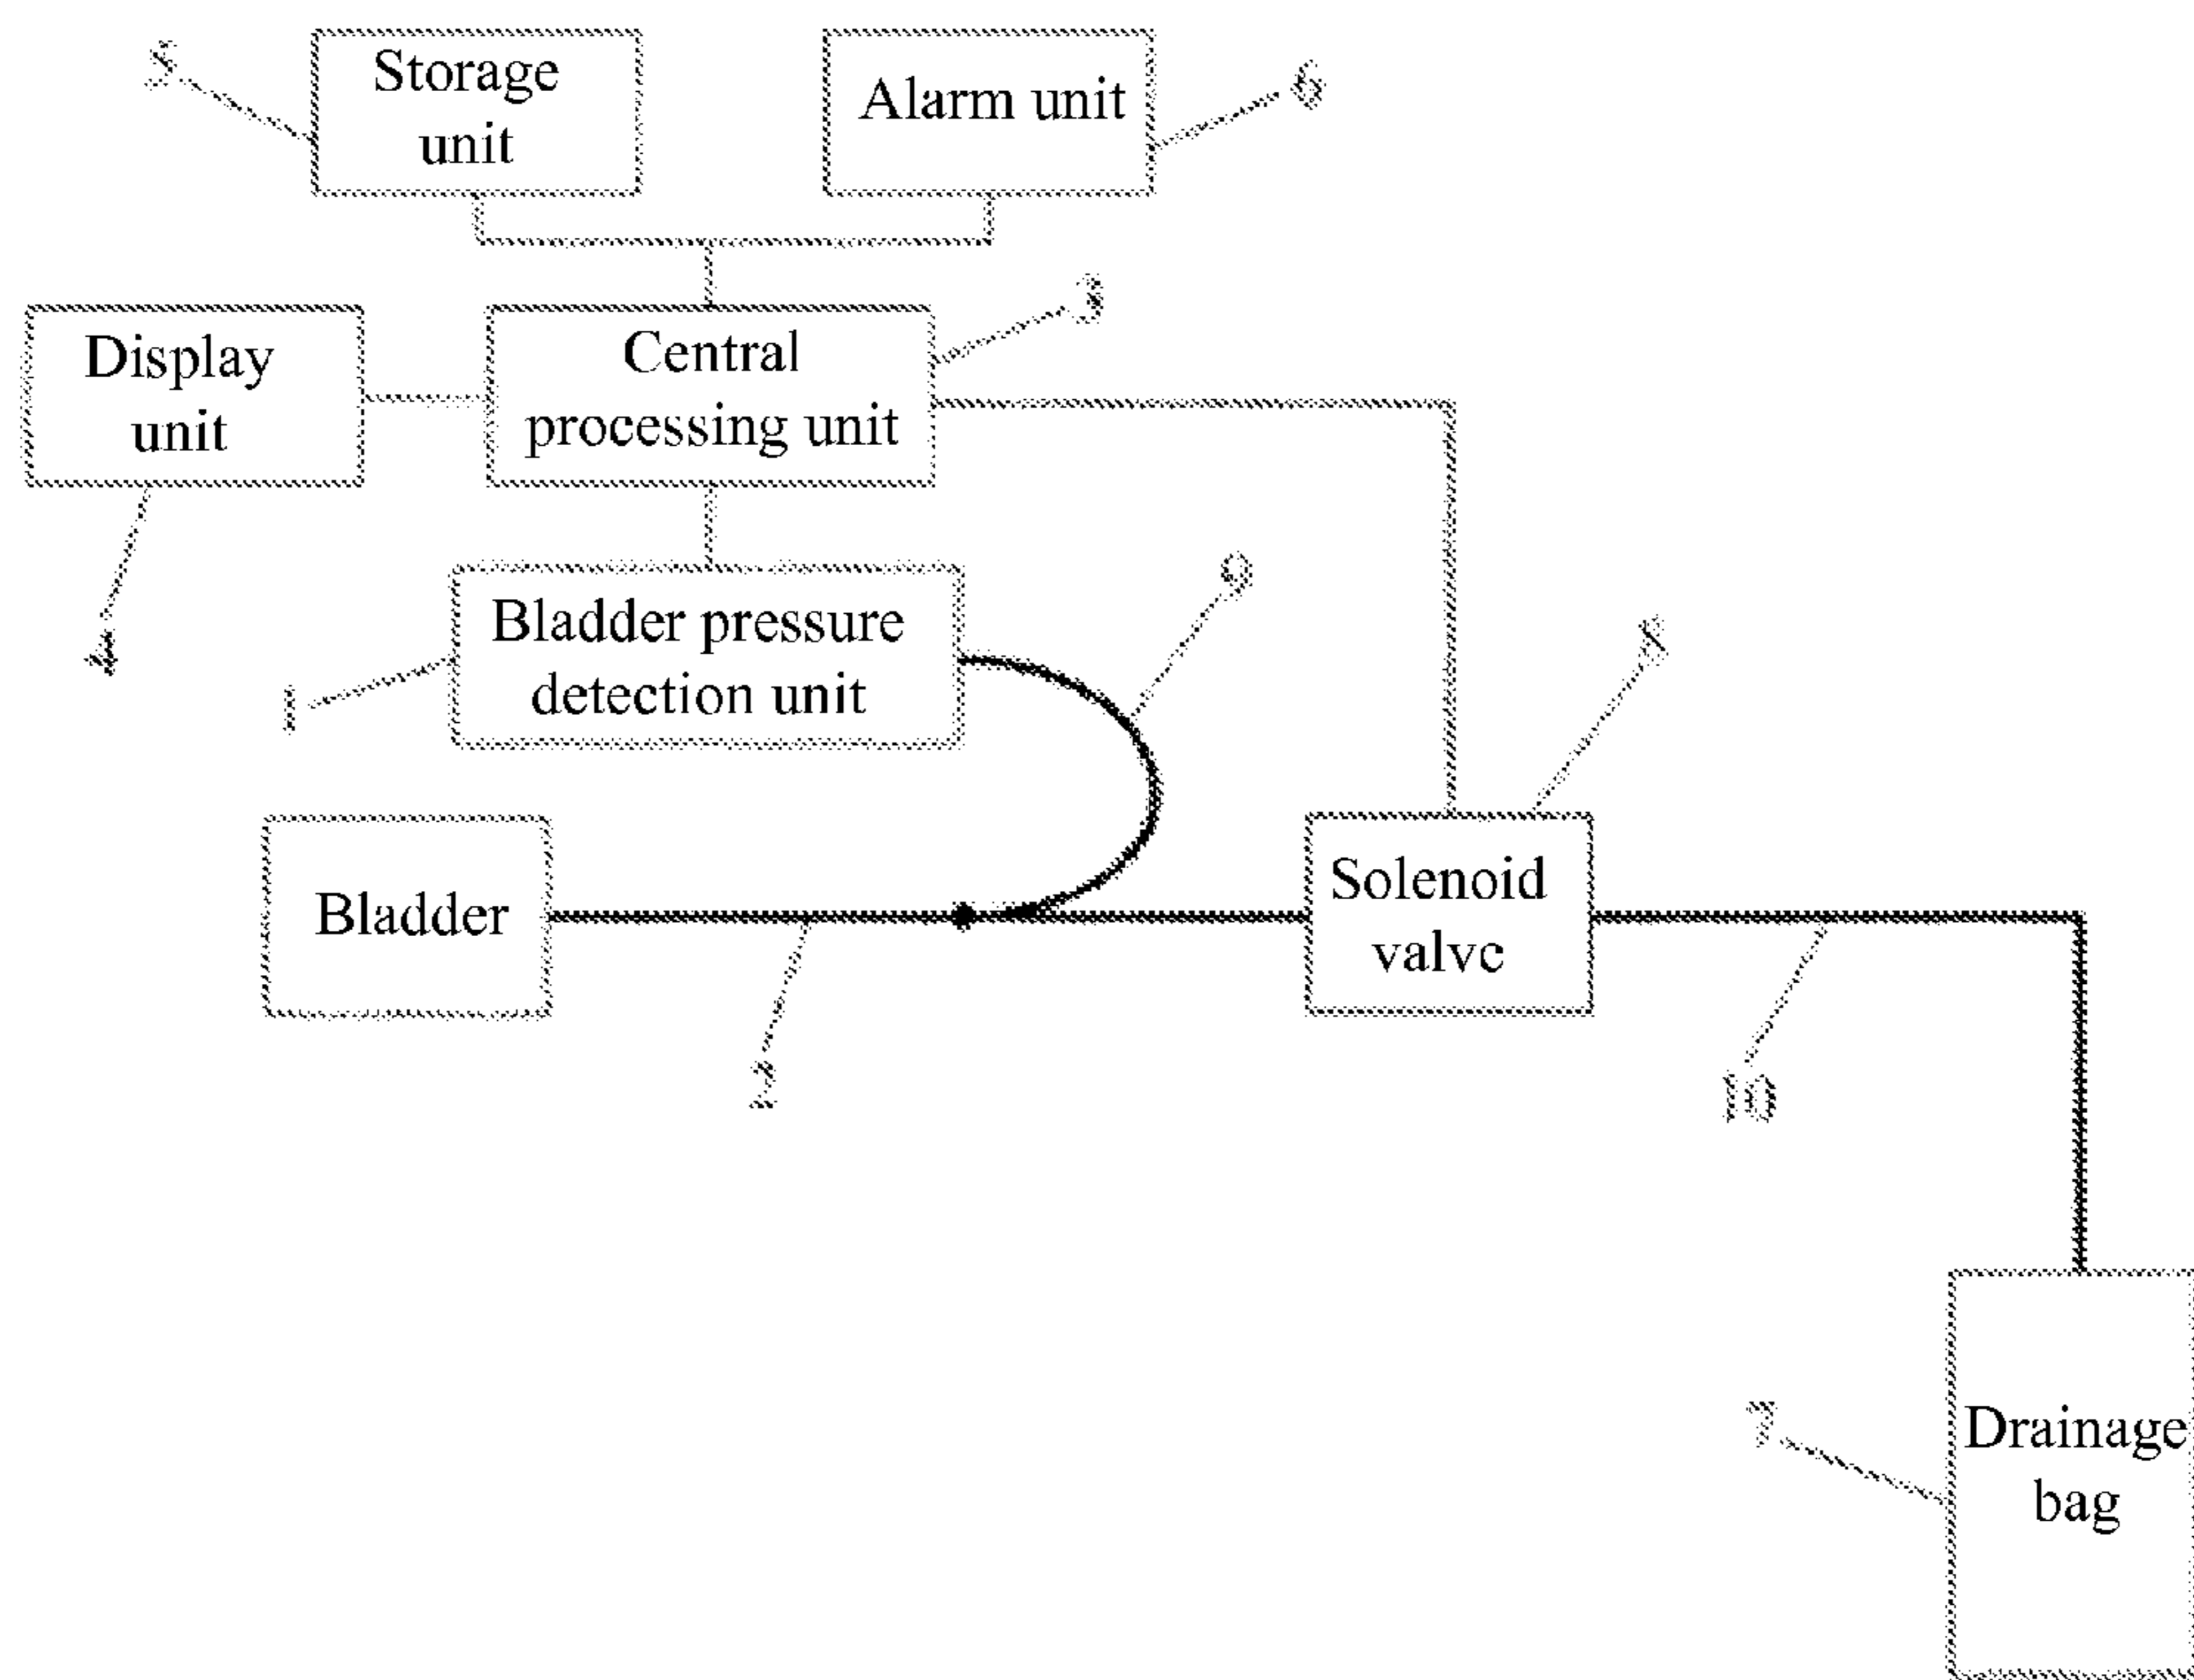 5
Storage
unit
Alarm unit
6
3
Display
unit
Central
processing unit
4
Bladder pressure
detection unit
1
9
8
Bladder
Solenoid
valve
2
10
7
Drainage
bag